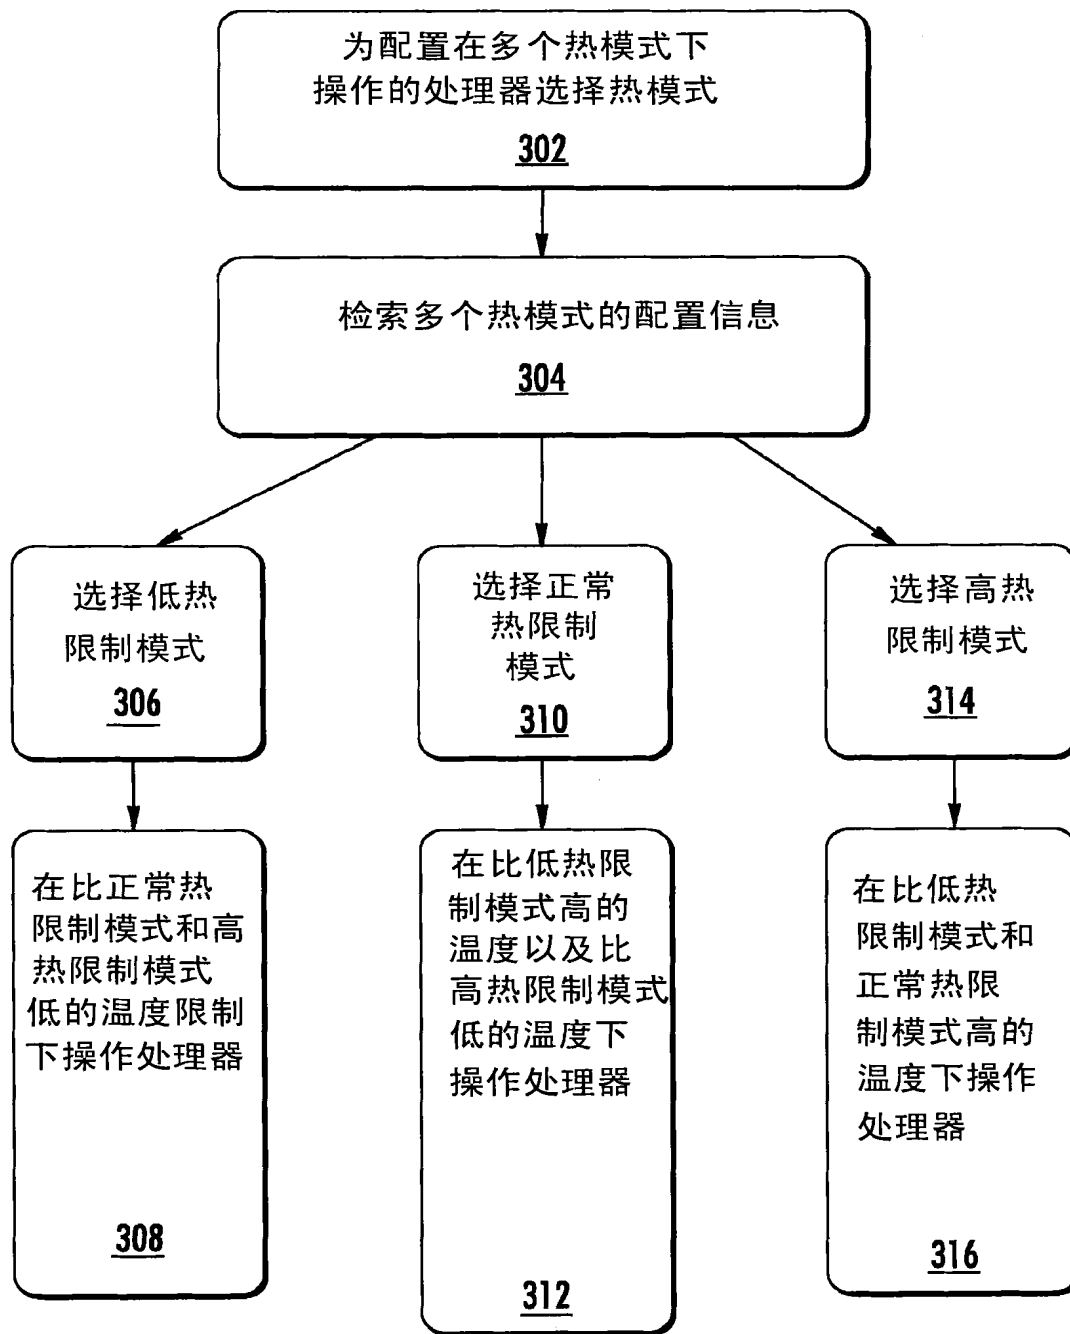 为配置在多个热模式下
操作的处理器选择热模式
302
检索多个热模式的配置信息
304
选择低热
限制模式
306
选择正常
热限制
模式
310
选择高热
限制模式
314
在比正常热
限制模式和高
热限制模式
低的温度限制
下操作处理器
308
在比低热限
制模式高的
温度以及比
高热限制模式
低的温度下
操作处理器
312
在比低热
限制模式和
正常热限
制模式高的
温度下操作
处理器
316